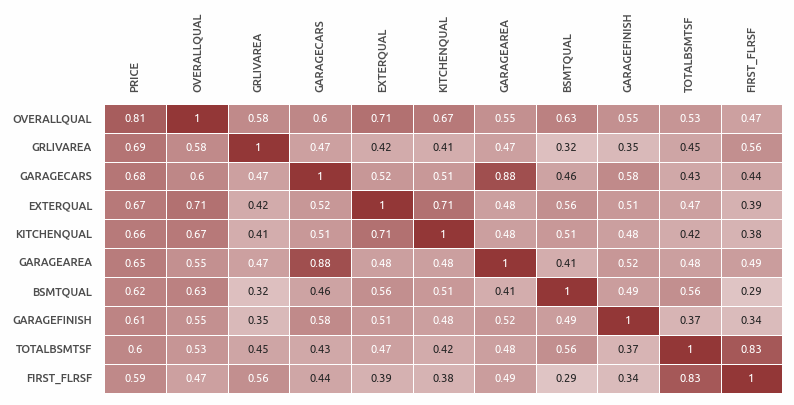 PRICE OVERALLQUAL GRLIVAREA GARAGECARS EXTERQUAL KITCHENQUAL GARAGEAREA BSMTQUAL GARAGEFINISH TOTALBSMTSF FIRST_FLRSF
OVERALLQUAL 0.81 1 0.58 0.6 0.71 0.67 0.55 0.63 0.55 0.53 0.47
GRLIVAREA 0.69 0.58 1 0.47 0.42 0.41 0.47 0.32 0.35 0.45 0.56
GARAGECARS 0.68 0.6 0.47 1 0.52 0.51 0.88 0.46 0.58 0.43 0.44
EXTERQUAL 0.67 0.71 0.42 0.52 1 0.71 0.48 0.56 0.51 0.47 0.39
KITCHENQUAL 0.66 0.67 0.41 0.51 0.71 1 0.48 0.51 0.48 0.42 0.38
GARAGEAREA 0.65 0.55 0.47 0.88 0.48 0.48 1 0.41 0.52 0.48 0.49
BSMTQUAL 0.62 0.63 0.32 0.46 0.56 0.51 0.41 1 0.49 0.56 0.29
GARAGEFINISH 0.61 0.55 0.35 0.58 0.51 0.48 0.52 0.49 1 0.37 0.34
TOTALBSMTSF 0.6 0.53 0.45 0.43 0.47 0.42 0.48 0.56 0.37 1 0.83
FIRST_FLRSF 0.59 0.47 0.56 0.44 0.39 0.38 0.49 0.29 0.34 0.83 1